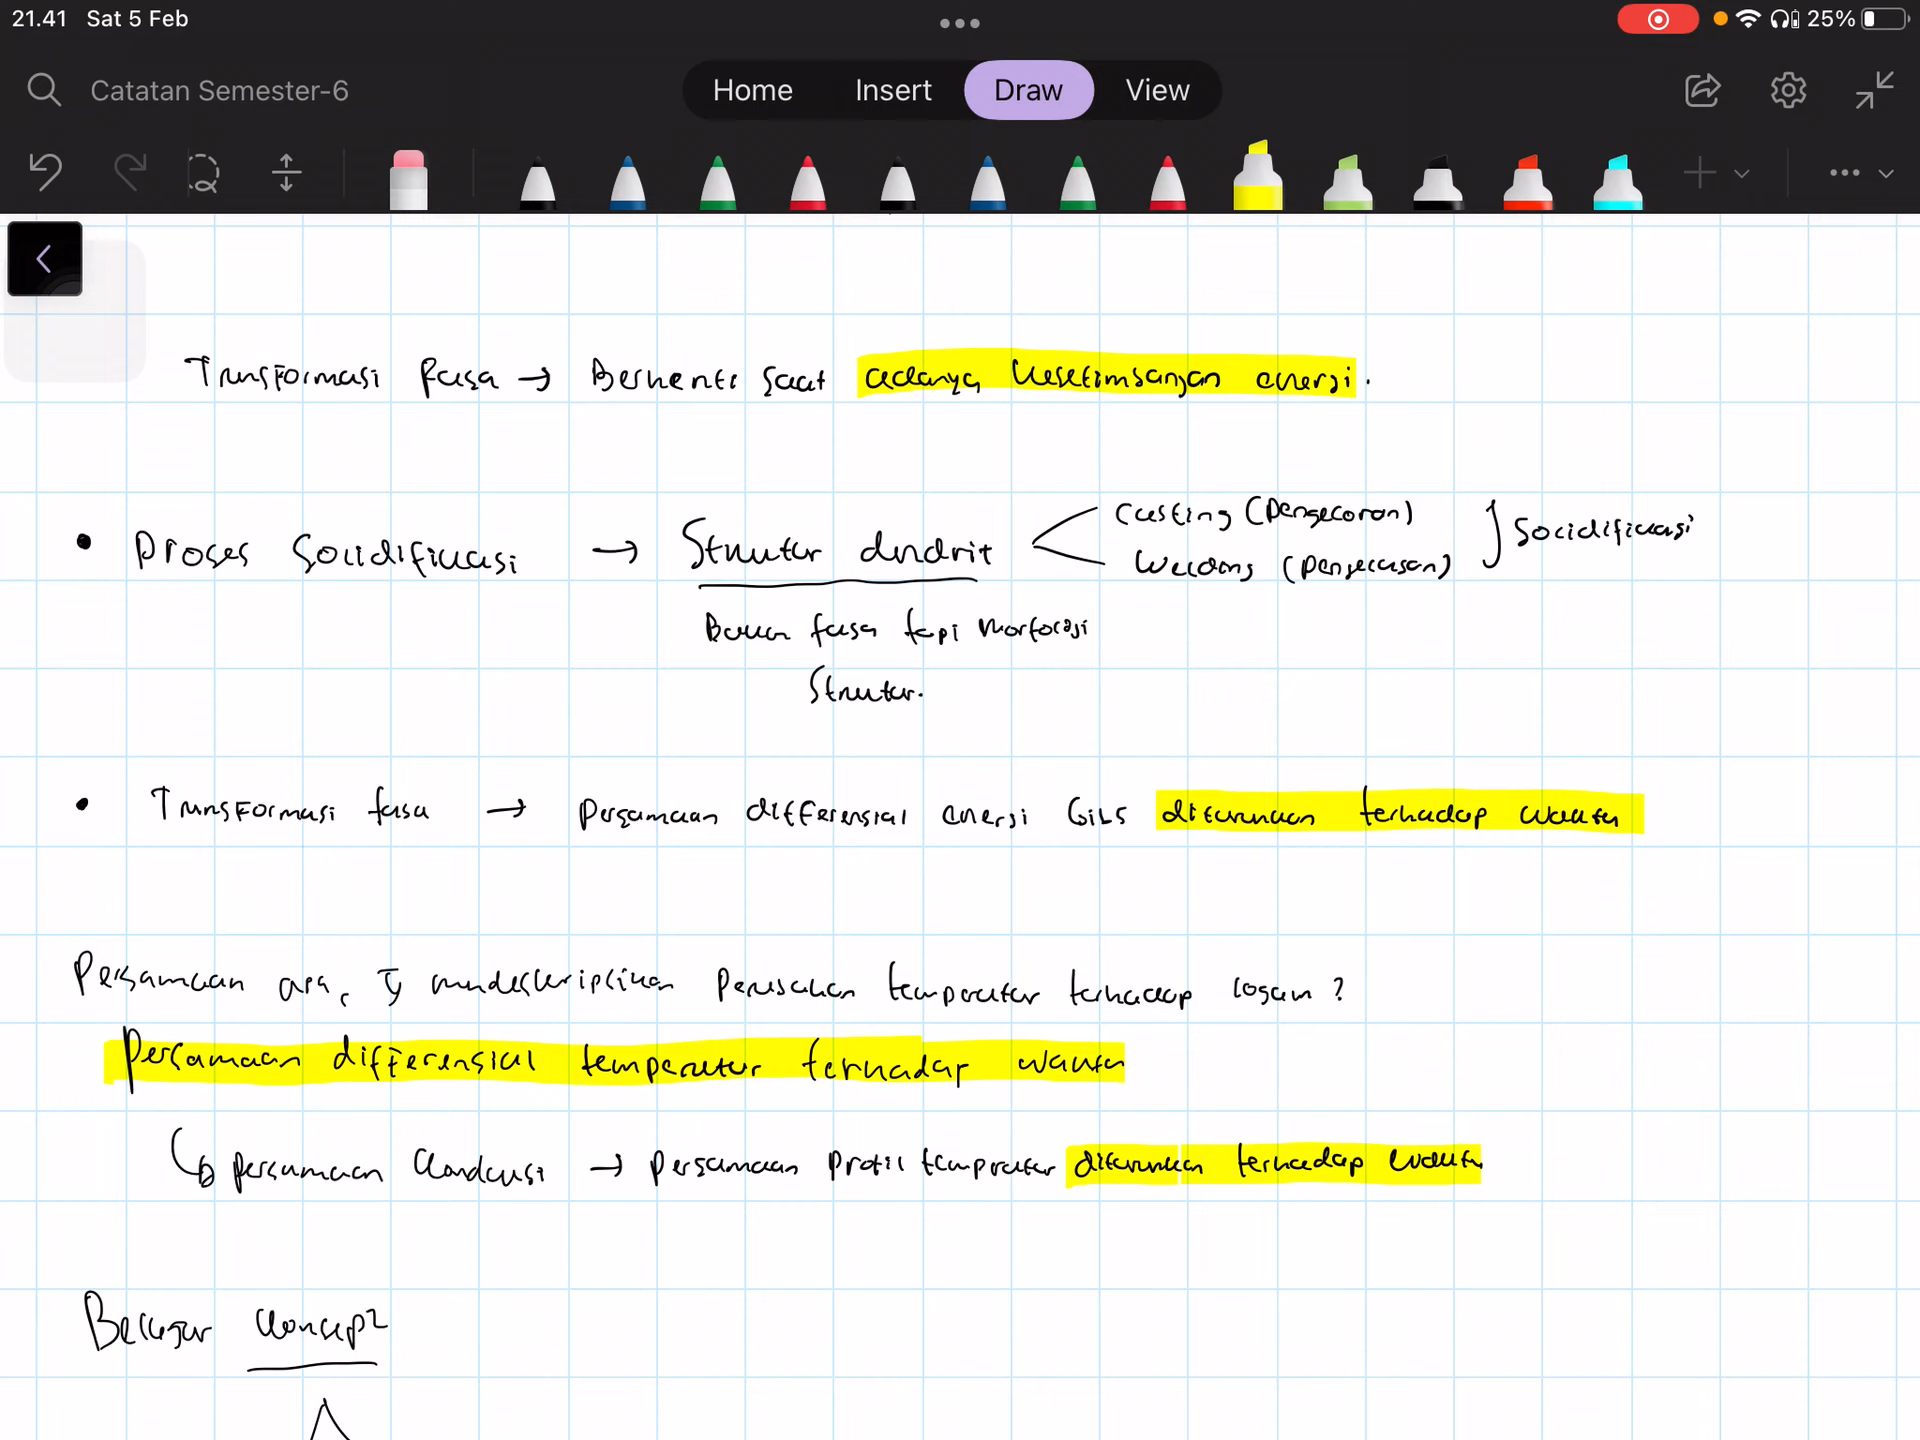 21.41 Sat 5 Feb 25%
Catatan Semester-6 Home Insert Draw View
Transformasi fasa → Berhenti saat adanya kesetimbangan energi.
• Proses Solidifikasi → Struktur dendrit
Casting (Pengecoran)
Welding (Pengelasan)
} Solidifikasi
Bukan fasa tapi morfologi
Struktur.
• Transformasi fasa → persamaan differensial energi Gibs diturunkan terhadap waktu
Persamaan apa, yg mendeskripsikan Perubahan temperatur terhadap logam?
Persamaan differensial temperatur terhadap waktu
↳ persamaan konduksi → persamaan profil temperatur diturunkan terhadap waktu
Belajar konsep2